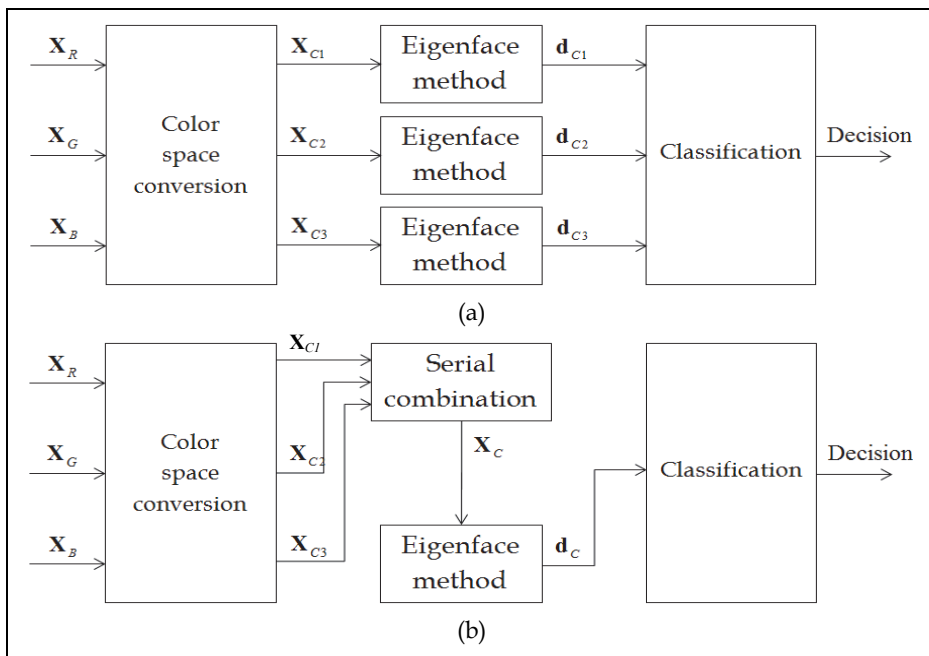 X_R
X_G
X_B
Color
space
conversion
X_C1
X_C2
X_C3
Eigenface
method
Eigenface
method
Eigenface
method
d_C1
d_C2
d_C3
Classification
Decision
(a)
X_R
X_G
X_B
Color
space
conversion
X_C1
X_C2
X_C3
Serial
combination
X_C
Eigenface
method
d_C
Classification
Decision
(b)